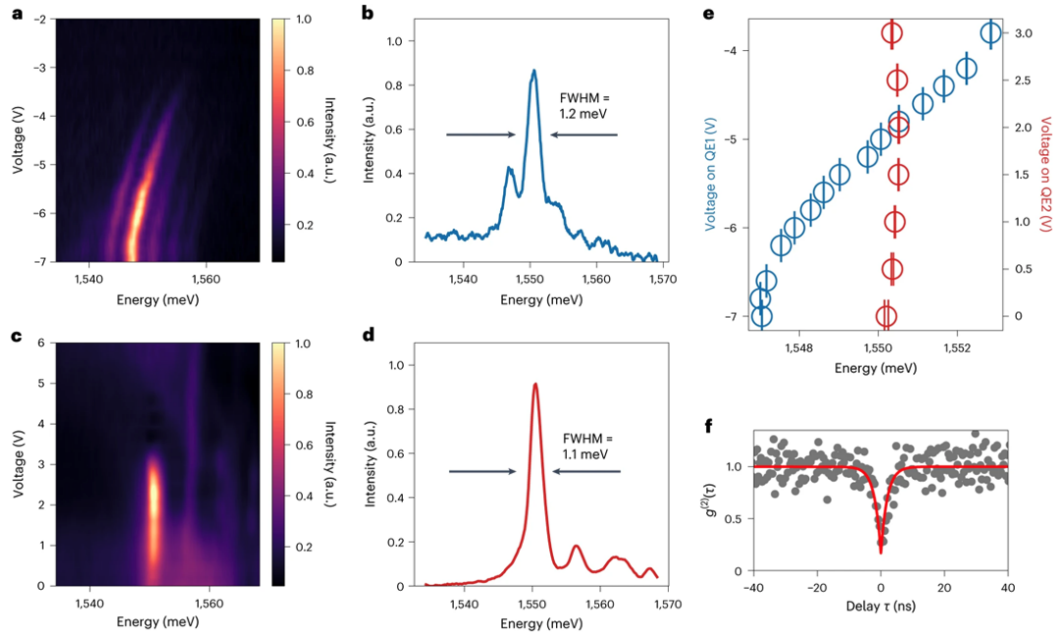 a
−2
−3
−4
−5
−6
−7
Voltage (V)
1,540
1,560
Energy (meV)
1.0
0.8
0.6
0.4
0.2
Intensity (a.u.)
b
1.0
0.8
0.6
0.4
0.2
0
Intensity (a.u.)
FWHM =
1.2 meV
1,540
1,550
1,560
1,570
Energy (meV)
c
6
5
4
3
2
1
0
Voltage (V)
1,540
1,560
Energy (meV)
1.0
0.8
0.6
0.4
0.2
Intensity (a.u.)
d
1.0
0.8
0.6
0.4
0.2
0
Intensity (a.u.)
FWHM =
1.1 meV
1,540
1,550
1,560
1,570
Energy (meV)
e
−4
−5
−6
−7
Voltage on QE1 (V)
3.0
2.5
2.0
1.5
1.0
0.5
0
Voltage on QE2 (V)
1,548
1,550
1,552
Energy (meV)
f
1.0
0.5
0
g(2)(τ)
−40
−20
0
20
40
Delay τ (ns)